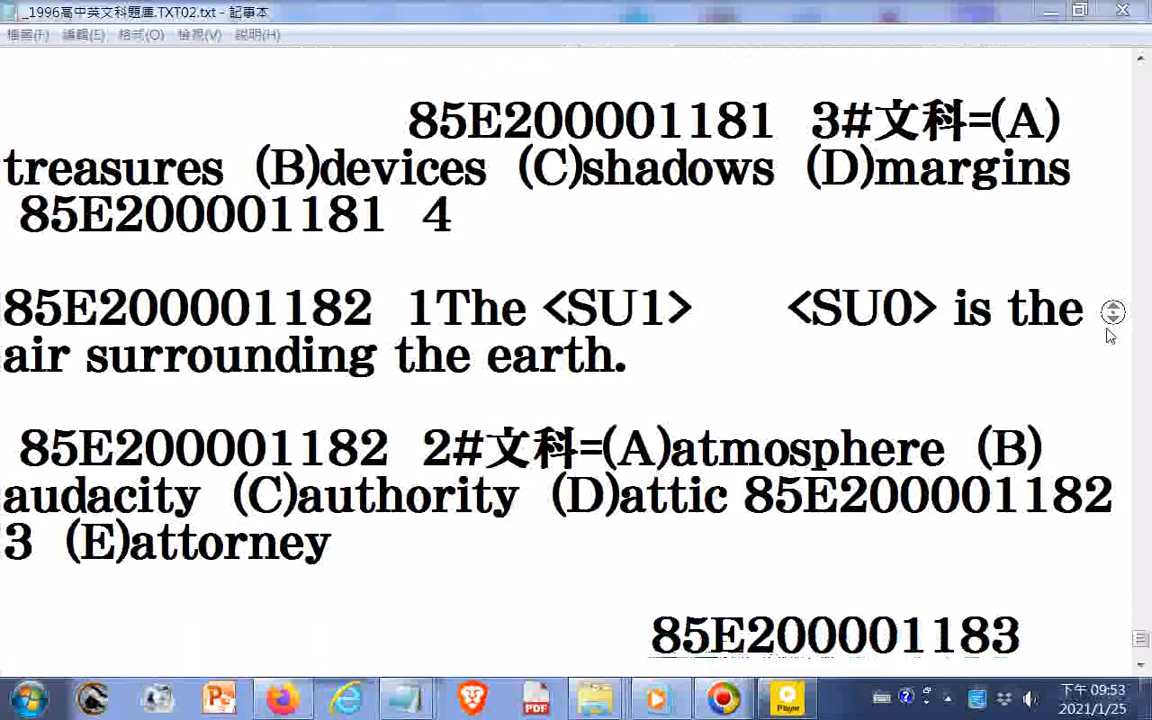 _1996高中英文科題庫.TXT02.txt - 記事本
檔案(F) 編輯(E) 格式(O) 檢視(V) 說明(H)
85E200001181 3#文科=(A)
treasures (B)devices (C)shadows (D)margins
85E200001181 4
85E200001182 1The <SU1> <SU0> is the
air surrounding the earth.
85E200001182 2#文科=(A)atmosphere (B)
audacity (C)authority (D)attic 85E200001182
3 (E)attorney
85E200001183
PDF
Player
下午 09:53
2021/1/25